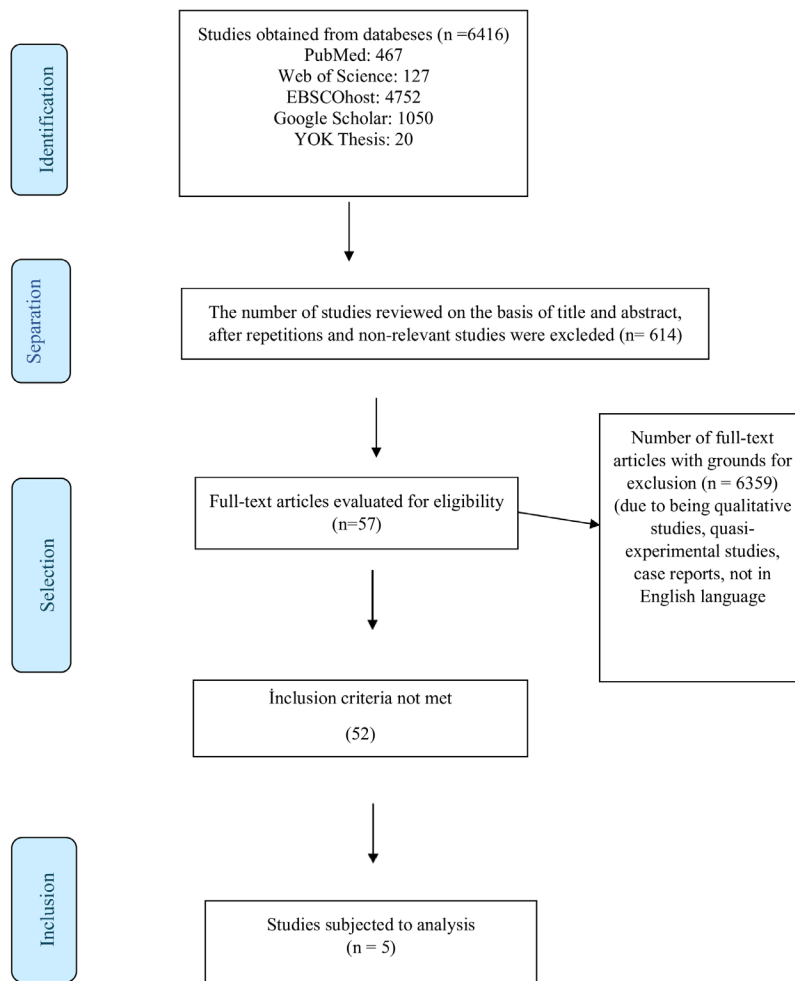 Identification
Studies obtained from databeses (n =6416)
PubMed: 467
Web of Science: 127
EBSCOhost: 4752
Google Scholar: 1050
YOK Thesis: 20
Separation
The number of studies reviewed on the basis of title and abstract,
after repetitions and non-relevant studies were excleded (n= 614)
Selection
Full-text articles evaluated for eligibility
(n=57)
Number of full-text
articles with grounds for
exclusion (n = 6359)
(due to being qualitative
studies, quasi-
experimental studies,
case reports, not in
English language
İnclusion criteria not met
(52)
Inclusion
Studies subjected to analysis
(n = 5)